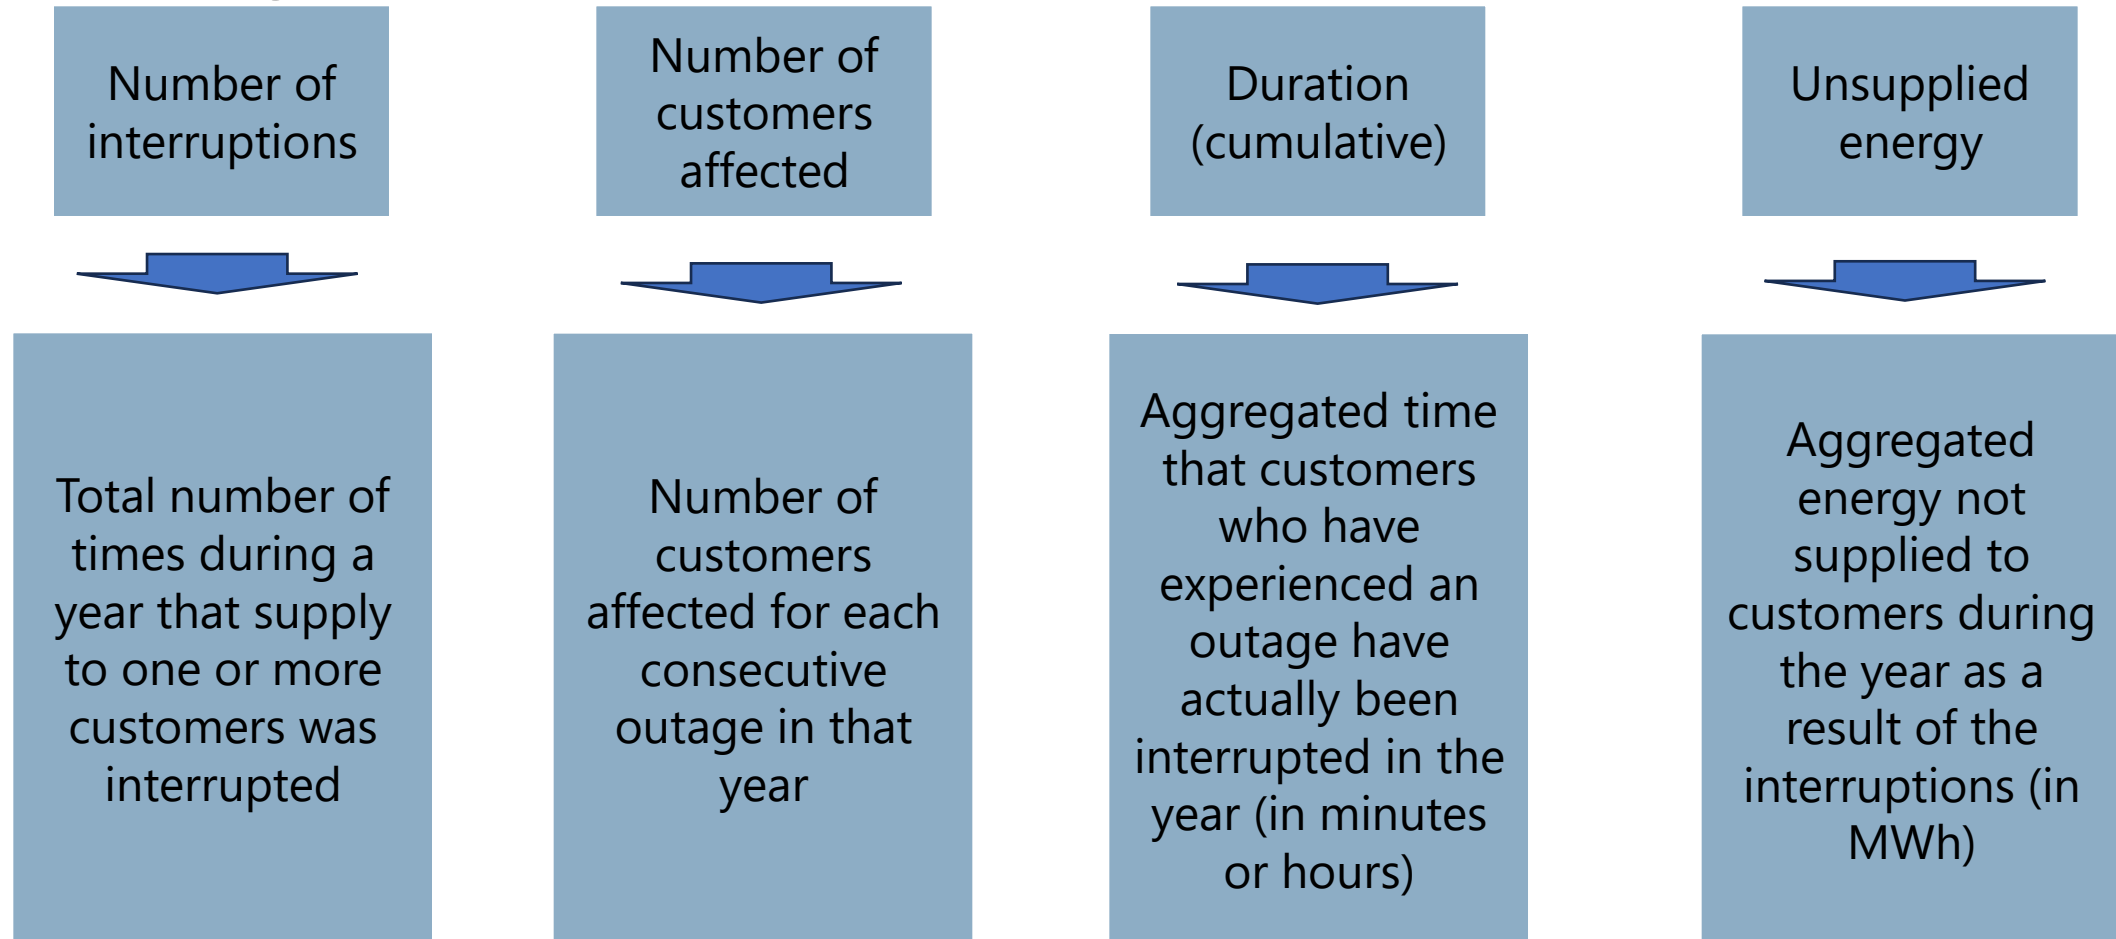 Number of
interruptions
Number of
customers
affected
Duration
(cumulative)
Unsupplied
energy
Total number of
times during a
year that supply
to one or more
customers was
interrupted
Number of
customers
affected for each
consecutive
outage in that
year
Aggregated time
that customers
who have
experienced an
outage have
actually been
interrupted in the
year (in minutes
or hours)
Aggregated
energy not
supplied to
customers during
the year as a
result of the
interruptions (in
MWh)